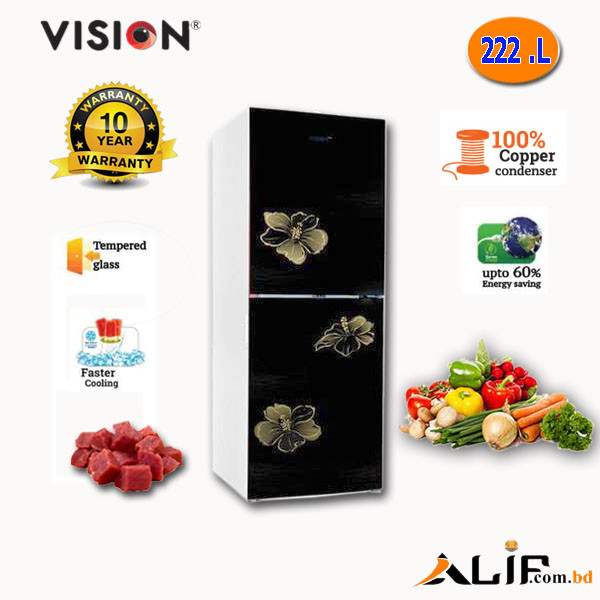 VISION®
222 .L
WARRANTY
10
YEAR
WARRANTY
100%
Copper
condenser
Tempered
glass
upto 60%
Energy saving
Faster
Cooling
ALIF.com.bd